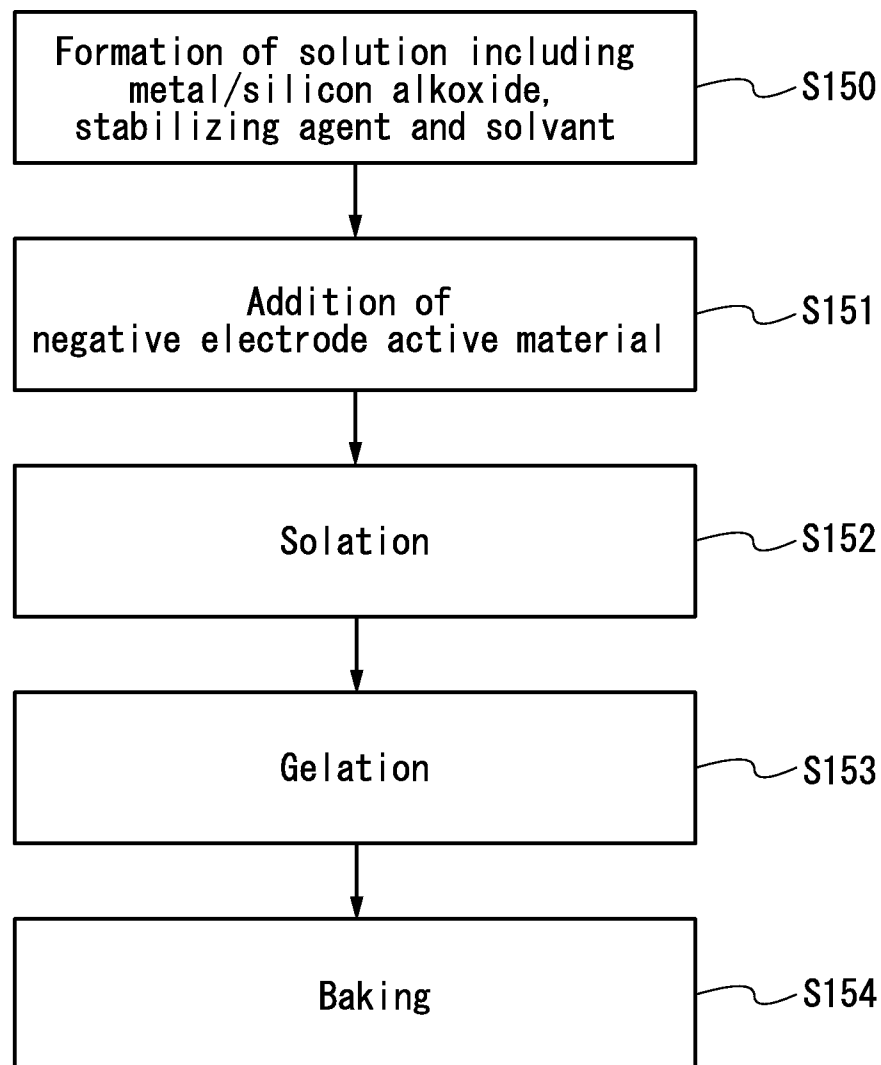 Formation of solution including
metal/silicon alkoxide,
stabilizing agent and solvant
S150
Addition of
negative electrode active material
S151
Solation
S152
Gelation
S153
Baking
S154